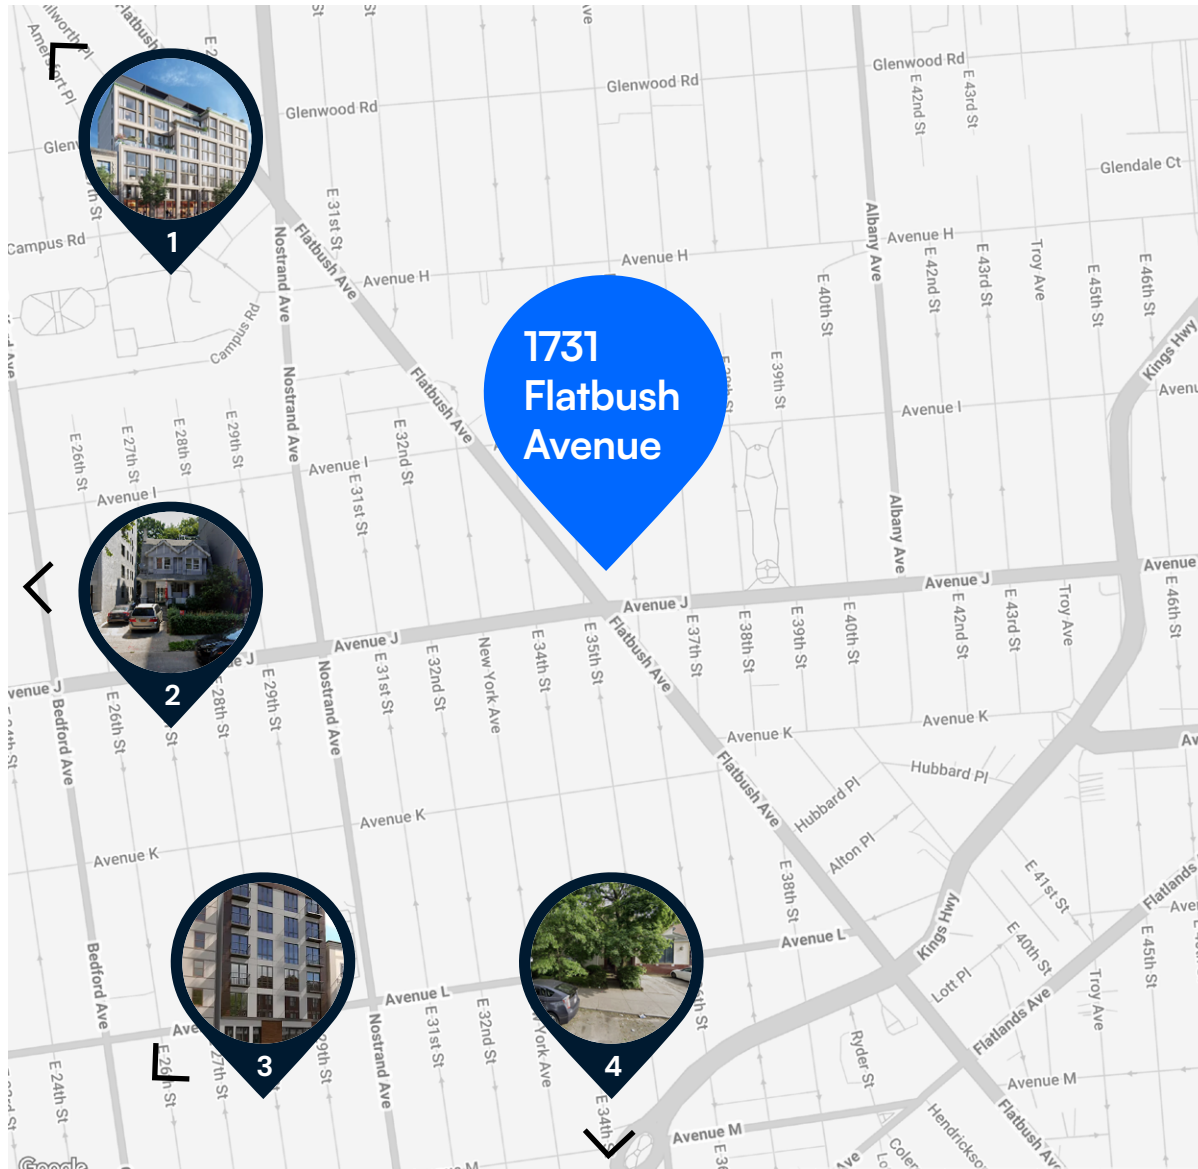 1731
Flatbush
Avenue
1
2
3
4
Amersfort Pl
Glenwood Rd
Glenwood Rd
Glenwood Rd
E 42nd St
E 43rd St
Glendale Ct
Campus Rd
Campus Rd
E 31st St
Nostrand Ave
Flatbush Ave
Avenue H
Avenue H
Avenue H
Albany Ave
E 40th St
E 42nd St
E 43rd St
Troy Ave
E 45th St
E 46th St
Kings Hwy
Nostrand Ave
Flatbush Ave
E 39th St
Avenue I
E 26th St
E 27th St
E 28th St
E 29th St
E 32nd St
Avenue I
E 31st St
Avenue I
Albany Ave
Avenue J
Avenue
Avenue J
Avenue J
venue J
Bedford Ave
E 26th St
E 28th St
E 29th St
Nostrand Ave
E 31st St
E 32nd St
New York Ave
E 34th St
E 35th St
Flatbush Ave
E 37th St
E 38th St
E 39th St
E 40th St
E 42nd St
E 43rd St
Troy Ave
E 46th St
Avenue K
Avenue K
Flatbush Ave
Hubbard Pl
Hubbard Pl
Alton Pl
Avenue K
Avenue K
E 38th St
E 41st St
Flatlands
Kings Hwy
Avenue L
Avenue L
Bedford Ave
E 40th St
E 45th St
Lott Pl
Troy Ave
Flatlands Ave
Nostrand Ave
E 31st St
E 32nd St
E 24th St
E 26th St
Ryder St
Avenue M
Avenue M
Flatbush Ave
Hendrickson
Google